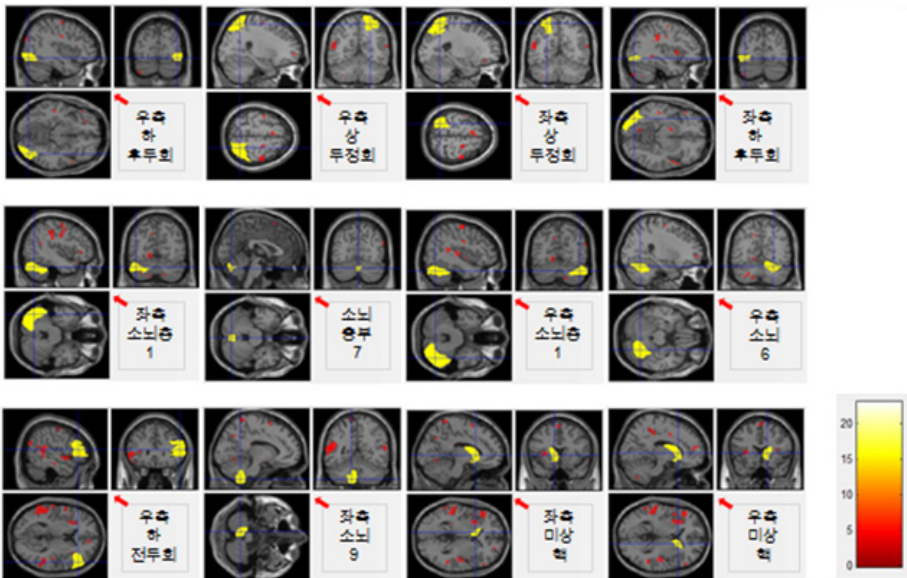 우측
하
후두회
우측
상
두정회
좌측
상
두정회
좌측
하
후두회
좌측
소뇌층
1
소뇌
충부
7
우측
소뇌층
1
우측
소뇌
6
우측
하
전두회
좌측
소뇌
9
좌측
미상
핵
우측
미상
핵
20
15
10
5
0